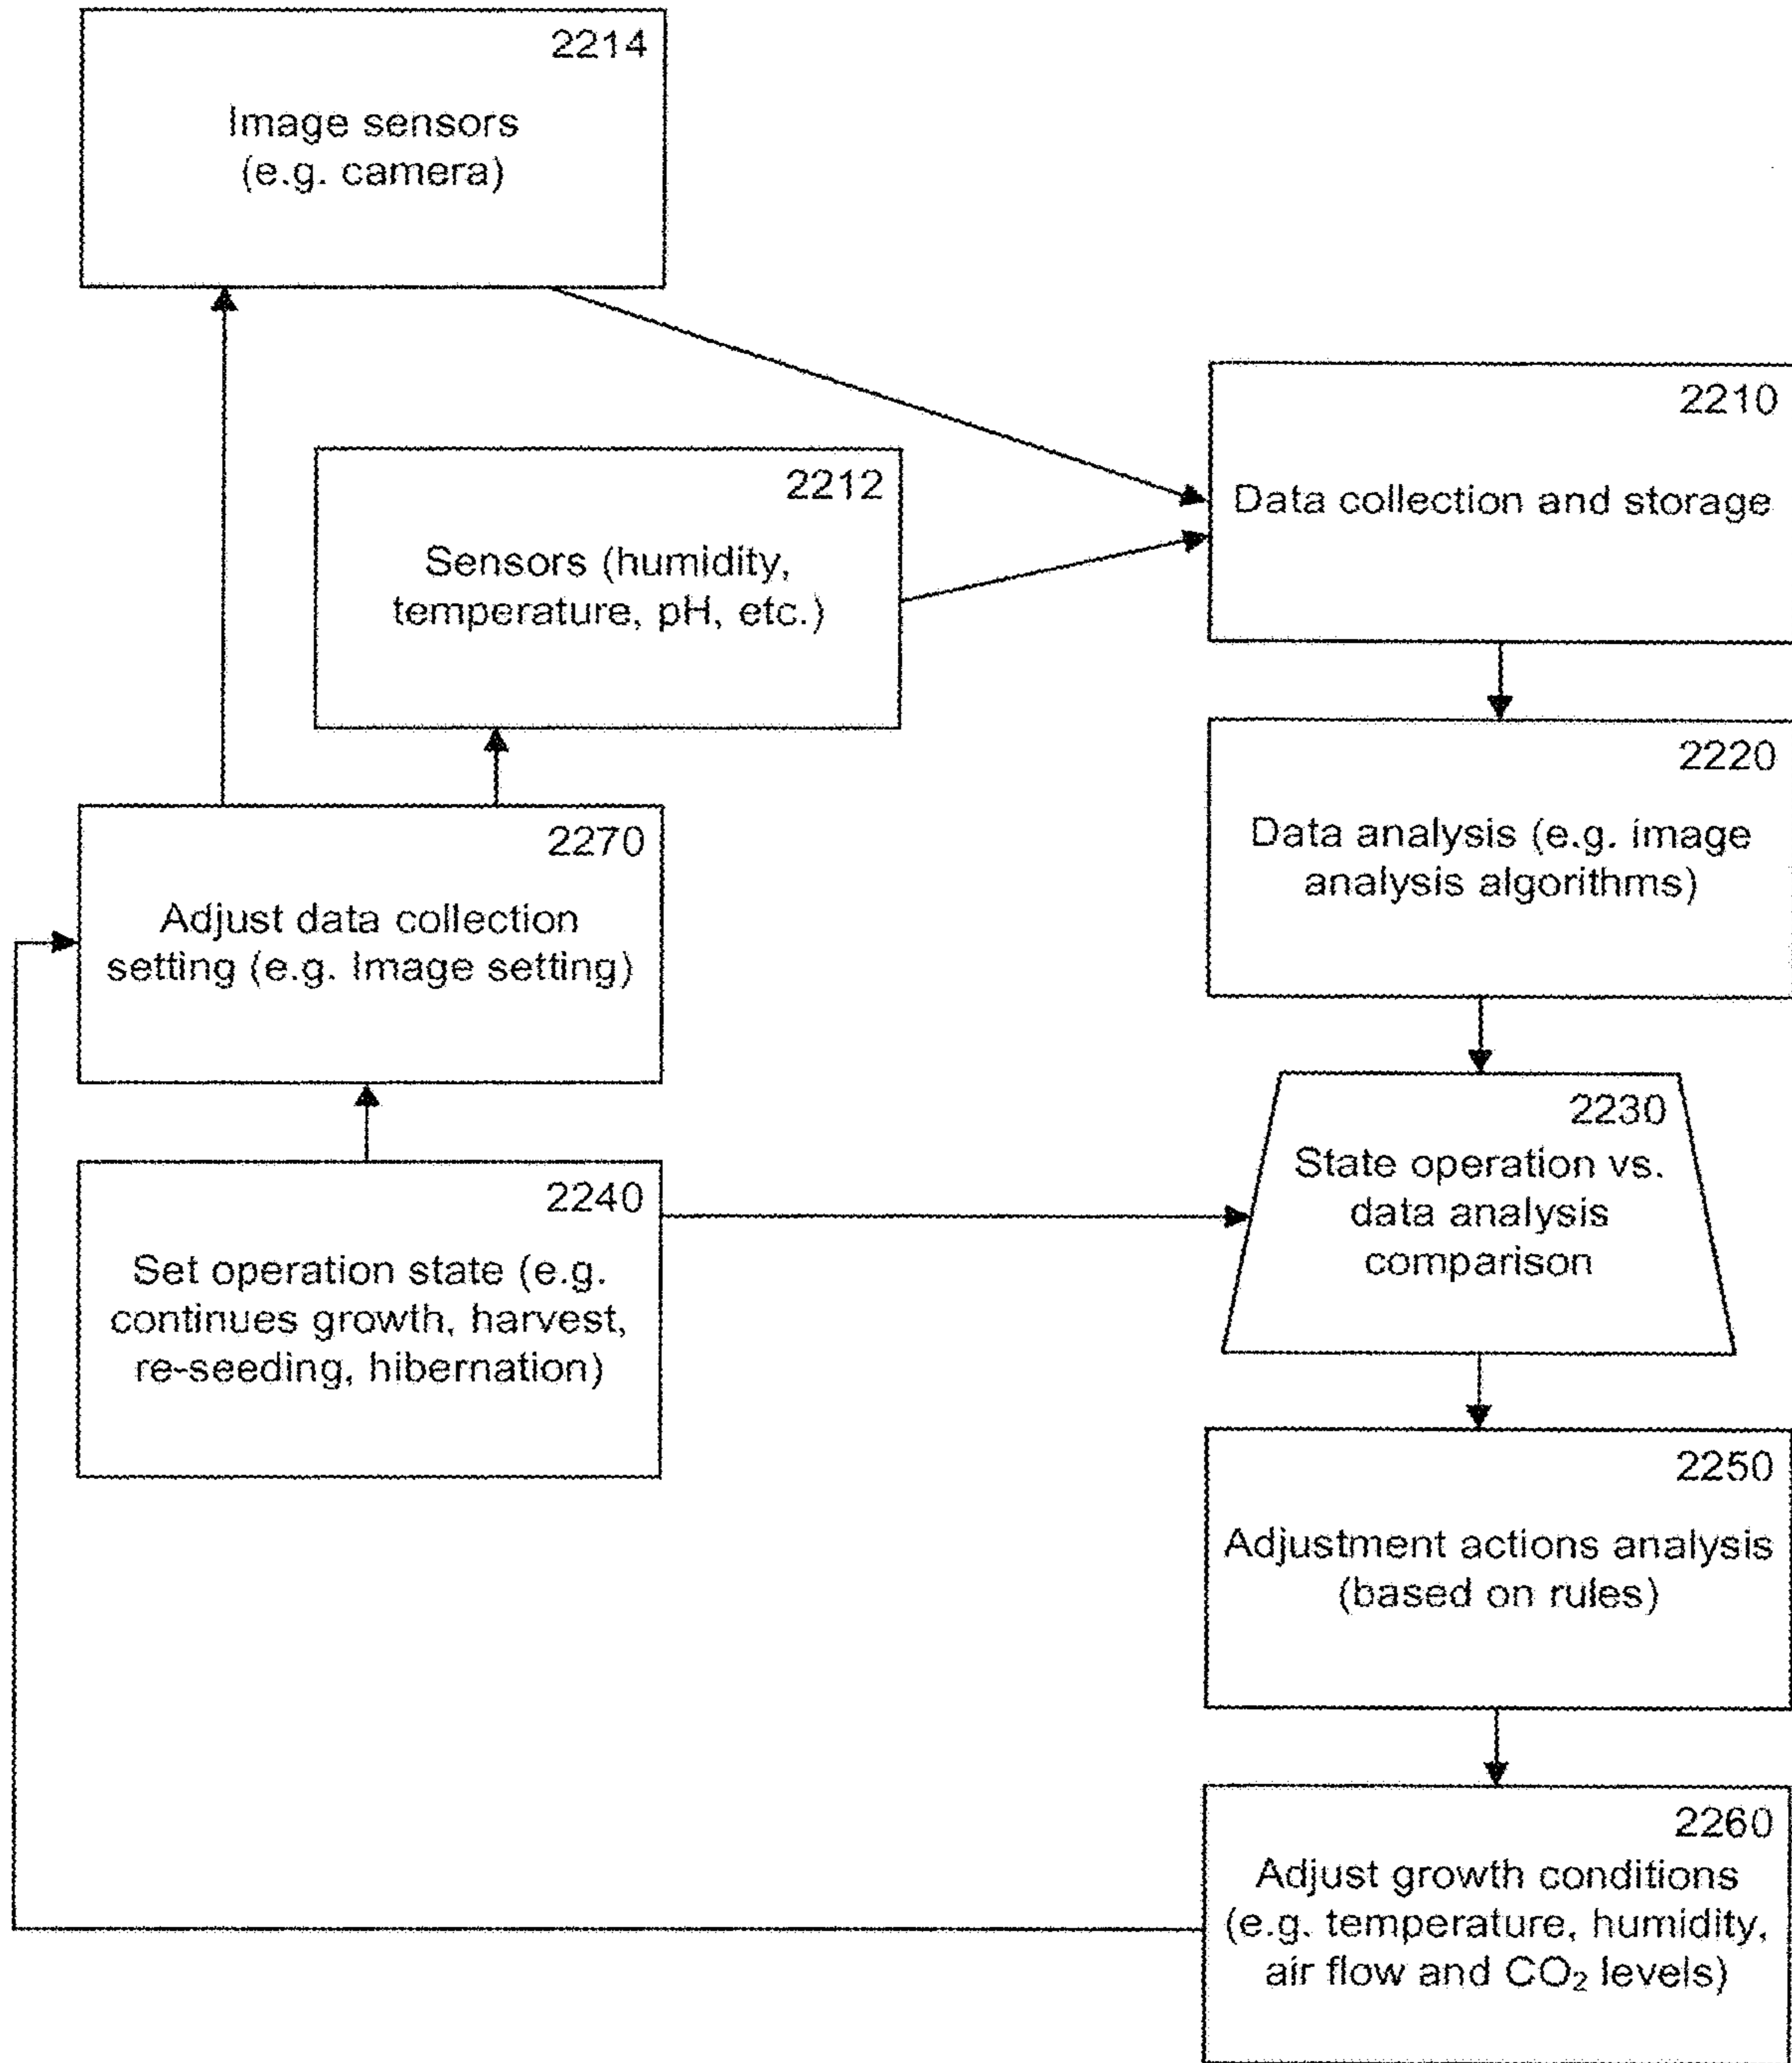 2214
Image sensors
(e.g. camera)
2210
Data collection and storage
2212
Sensors (humidity,
temperature, pH, etc.)
2220
Data analysis (e.g. image
analysis algorithms)
2270
Adjust data collection
setting (e.g. Image setting)
2230
State operation vs.
data analysis
comparison
2240
Set operation state (e.g.
continues growth, harvest,
re-seeding, hibernation)
2250
Adjustment actions analysis
(based on rules)
2260
Adjust growth conditions
(e.g. temperature, humidity,
air flow and CO₂ levels)